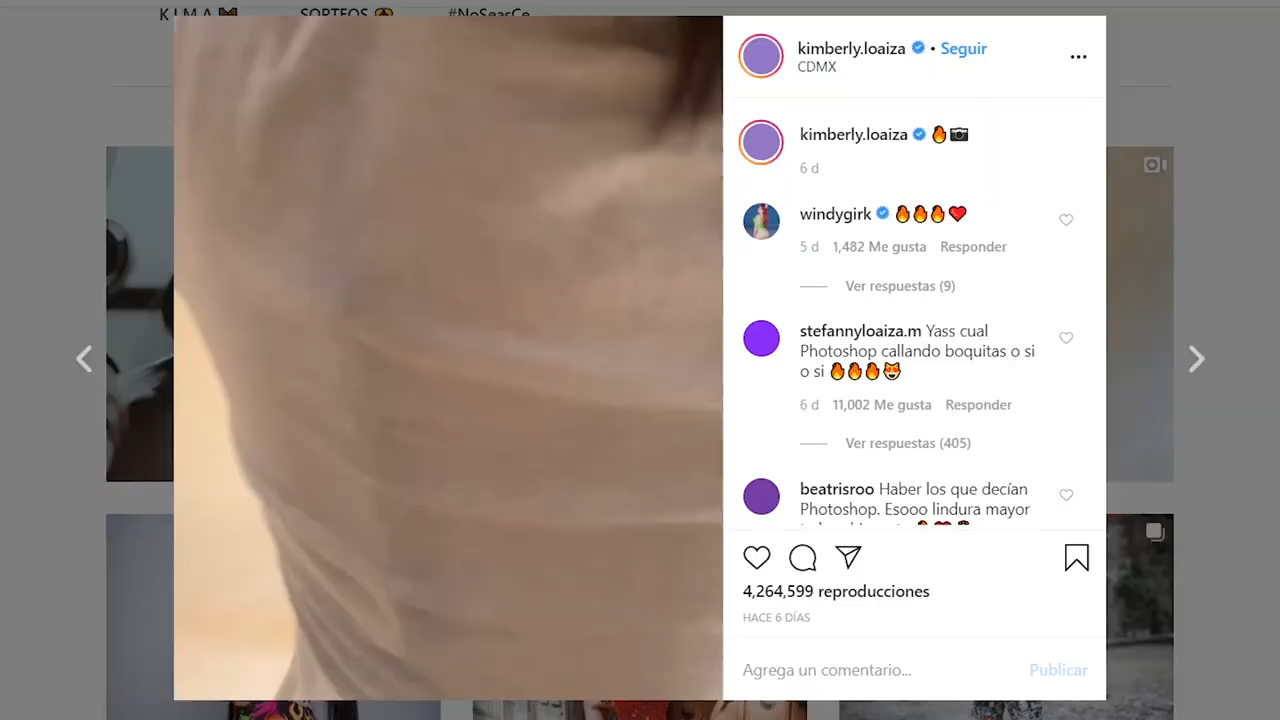 K I M A SORTEOS #NoSeasCe
kimberly.loaiza • Seguir
CDMX
kimberly.loaiza 🔥📷
6 d
windygirk 🔥🔥🔥❤️
5 d 1,482 Me gusta Responder
Ver respuestas (9)
stefannyloaiza.m Yass cual
Photoshop callando boquitas o si
o si 🔥🔥🔥😻
6 d 11,002 Me gusta Responder
Ver respuestas (405)
beatrisroo Haber los que decían
Photoshop. Esooo lindura mayor
4,264,599 reproducciones
HACE 6 DÍAS
Agrega un comentario... Publicar